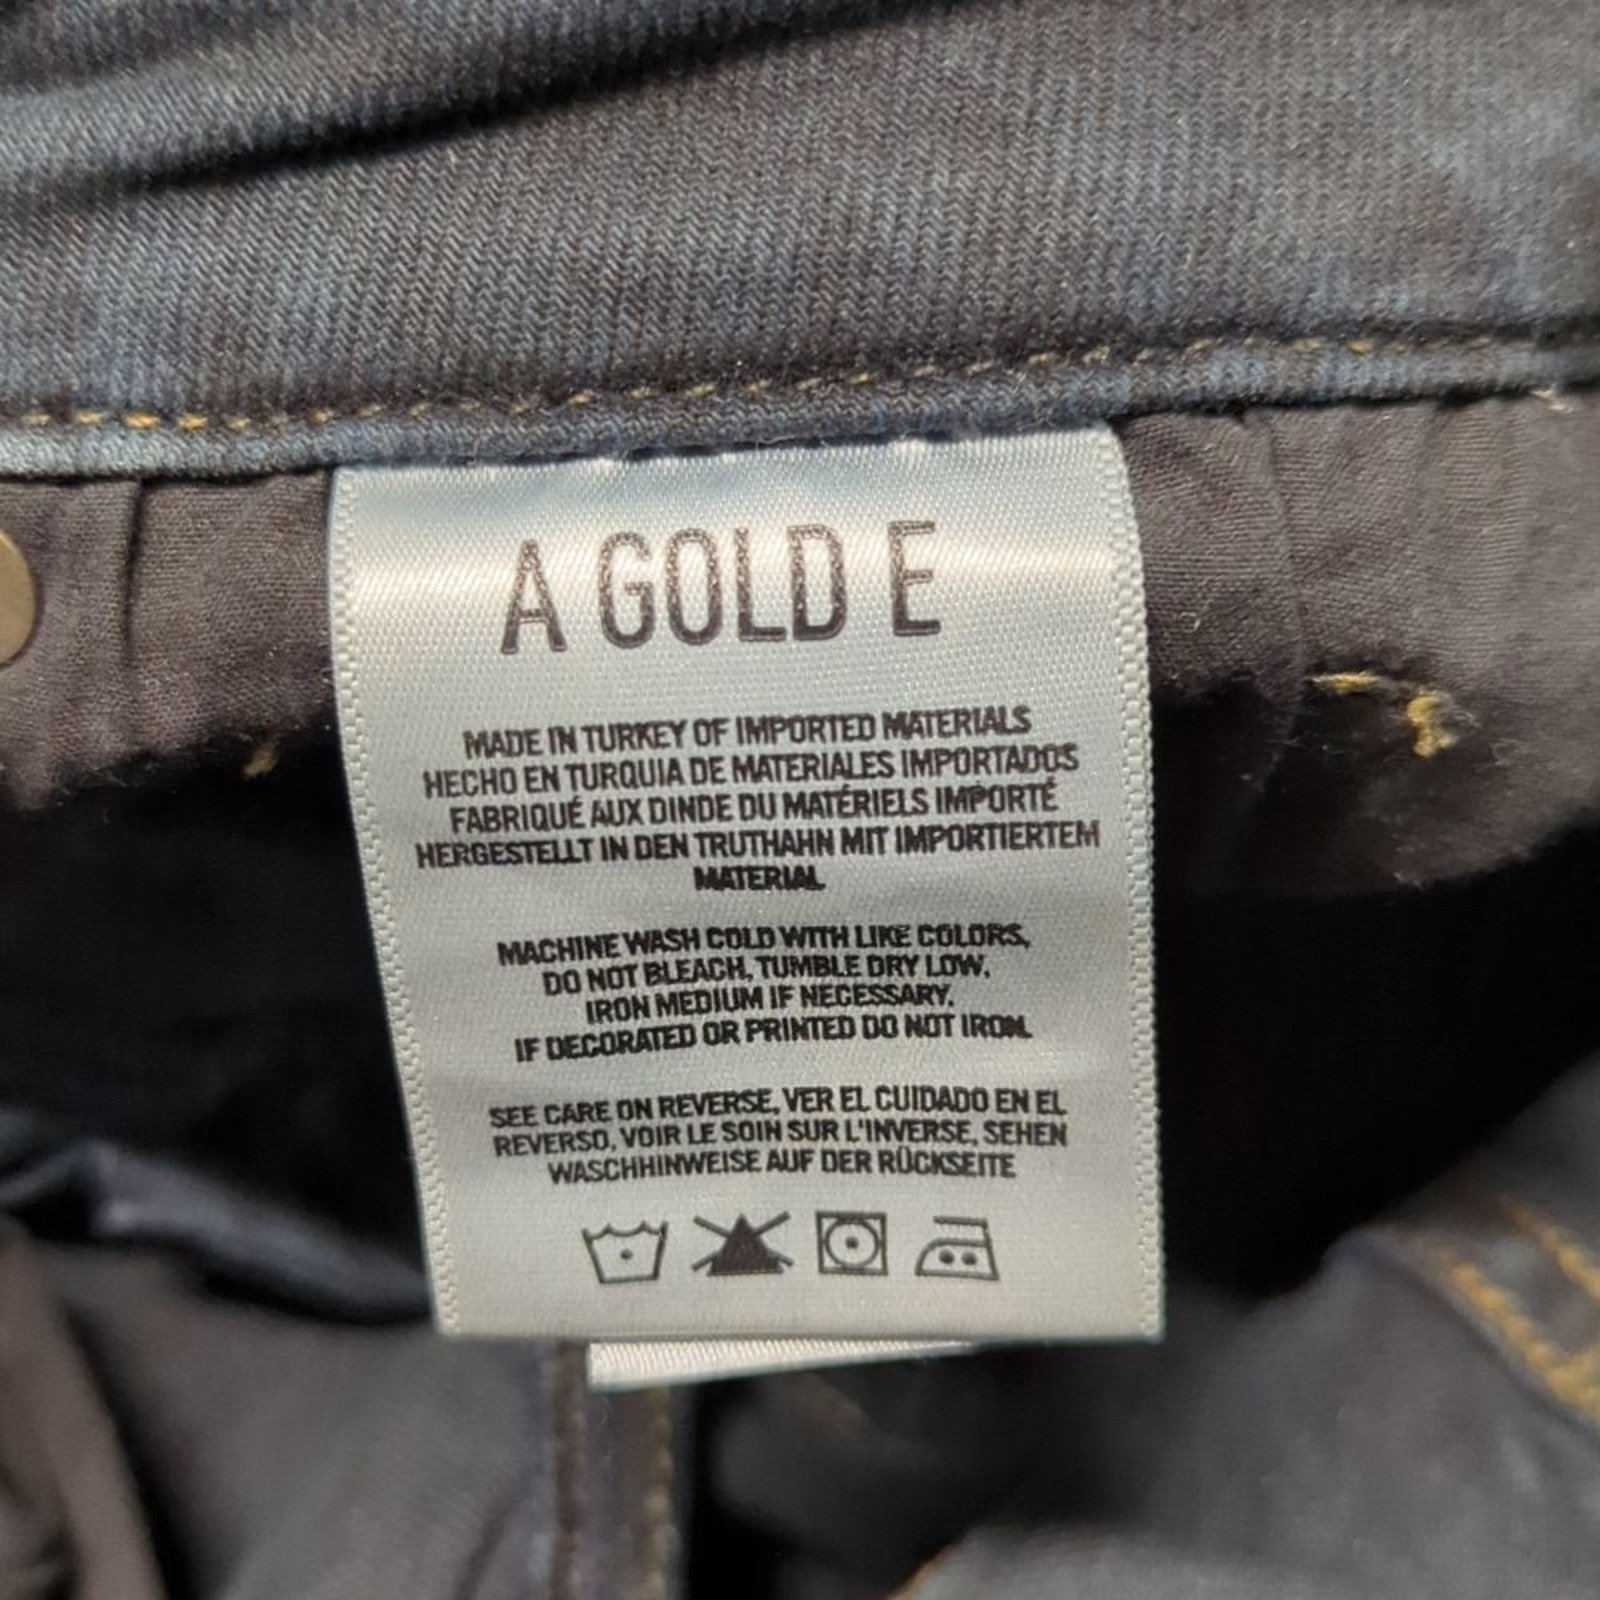 A GOLD E
MADE IN TURKEY OF IMPORTED MATERIALS
HECHO EN TURQUIA DE MATERIALES IMPORTADOS
FABRIQUÉ AUX DINDE DU MATÉRIELS IMPORTÉ
HERGESTELLT IN DEN TRUTHAHN MIT IMPORTIERTEM
MATERIAL
MACHINE WASH COLD WITH LIKE COLORS,
DO NOT BLEACH, TUMBLE DRY LOW,
IRON MEDIUM IF NECESSARY.
IF DECORATED OR PRINTED DO NOT IRON.
SEE CARE ON REVERSE, VER EL CUIDADO EN EL
REVERSO, VOIR LE SOIN SUR L'INVERSE, SEHEN
WASCHHINWEISE AUF DER RÜCKSEITE